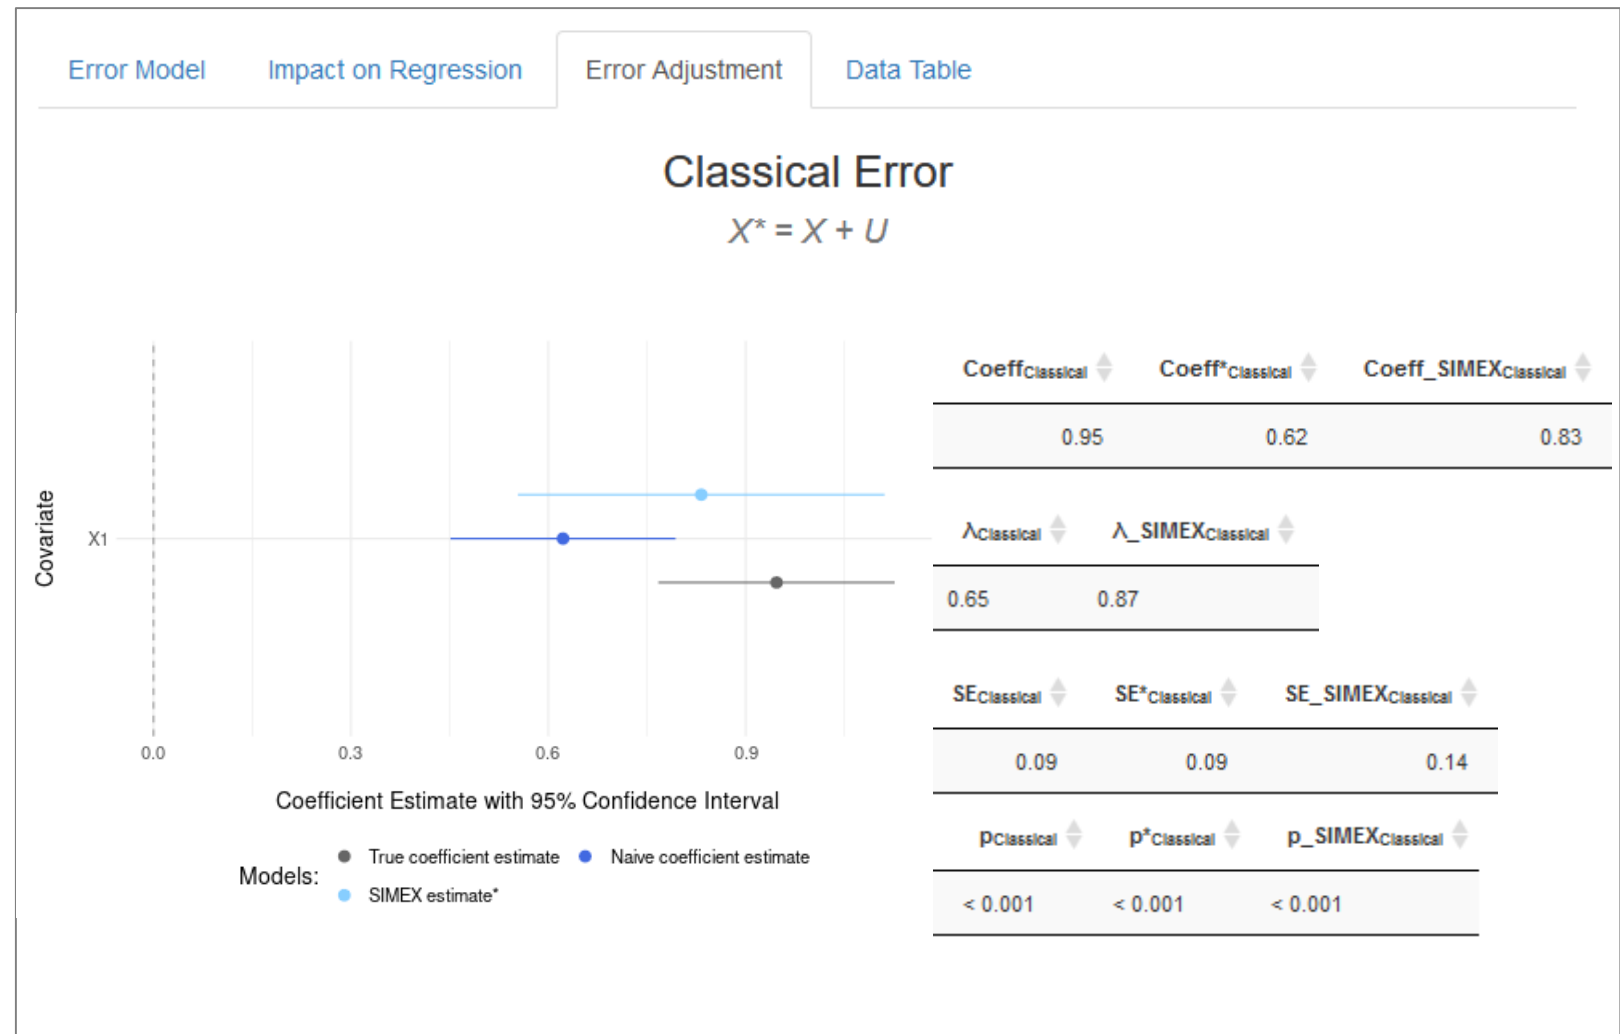 Error Model Impact on Regression Error Adjustment Data Table
Classical Error
X* = X + U
Covariate
X1
0.0 0.3 0.6 0.9
Coefficient Estimate with 95% Confidence Interval
Models:
True coefficient estimate Naive coefficient estimate
SIMEX estimate*
CoeffClassical Coeff*Classical Coeff_SIMEXClassical
0.95 0.62 0.83
λClassical λ_SIMEXClassical
0.65 0.87
SEClassical SE*Classical SE_SIMEXClassical
0.09 0.09 0.14
pClassical p*Classical p_SIMEXClassical
< 0.001 < 0.001 < 0.001